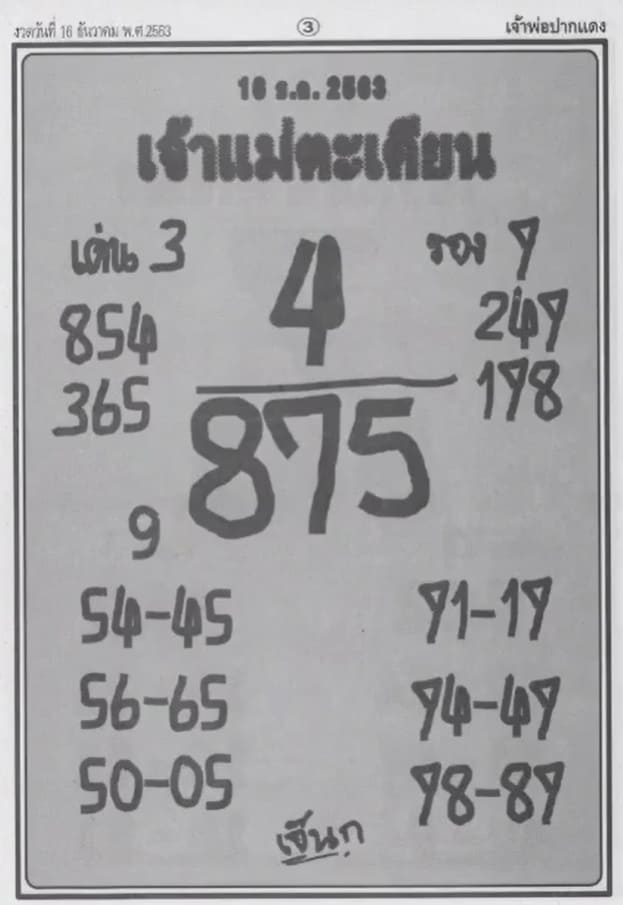 งวดวันที่ 16 ธันวาคม พ.ศ.2563 ③ เจ้าพ่อปากแดง
16 ธ.ค. 2563
เจ้าแม่ตะเคียน
เด่น 3
รอง 7
4
854
247
365
178
875
9
54-45
71-17
56-65
74-47
50-05
78-87